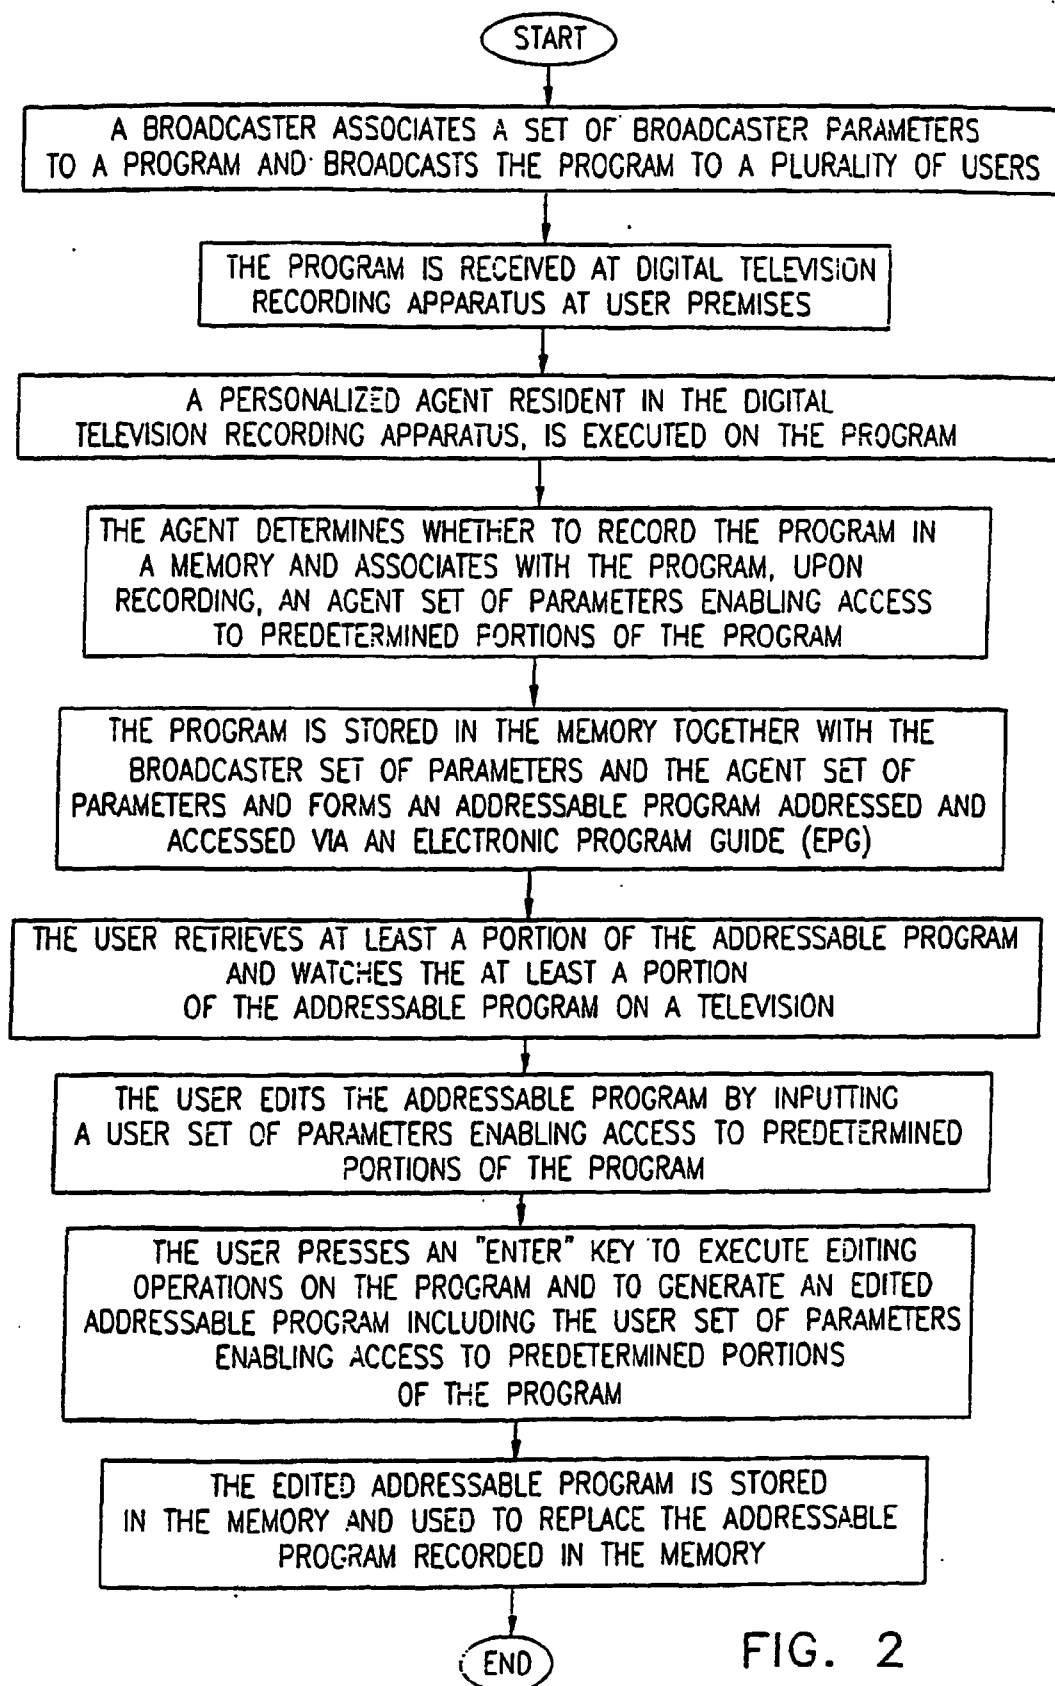 START
A BROADCASTER ASSOCIATES A SET OF BROADCASTER PARAMETERS
TO A PROGRAM AND BROADCASTS THE PROGRAM TO A PLURALITY OF USERS
THE PROGRAM IS RECEIVED AT DIGITAL TELEVISION
RECORDING APPARATUS AT USER PREMISES
A PERSONALIZED AGENT RESIDENT IN THE DIGITAL
TELEVISION RECORDING APPARATUS, IS EXECUTED ON THE PROGRAM
THE AGENT DETERMINES WHETHER TO RECORD THE PROGRAM IN
A MEMORY AND ASSOCIATES WITH THE PROGRAM, UPON
RECORDING, AN AGENT SET OF PARAMETERS ENABLING ACCESS
TO PREDETERMINED PORTIONS OF THE PROGRAM
THE PROGRAM IS STORED IN THE MEMORY TOGETHER WITH THE
BROADCASTER SET OF PARAMETERS AND THE AGENT SET OF
PARAMETERS AND FORMS AN ADDRESSABLE PROGRAM ADDRESSED AND
ACCESSED VIA AN ELECTRONIC PROGRAM GUIDE (EPG)
THE USER RETRIEVES AT LEAST A PORTION OF THE ADDRESSABLE PROGRAM
AND WATCHES THE AT LEAST A PORTION
OF THE ADDRESSABLE PROGRAM ON A TELEVISION
THE USER EDITS THE ADDRESSABLE PROGRAM BY INPUTTING
A USER SET OF PARAMETERS ENABLING ACCESS TO PREDETERMINED
PORTIONS OF THE PROGRAM
THE USER PRESSES AN "ENTER" KEY TO EXECUTE EDITING
OPERATIONS ON THE PROGRAM AND TO GENERATE AN EDITED
ADDRESSABLE PROGRAM INCLUDING THE USER SET OF PARAMETERS
ENABLING ACCESS TO PREDETERMINED PORTIONS
OF THE PROGRAM
THE EDITED ADDRESSABLE PROGRAM IS STORED
IN THE MEMORY AND USED TO REPLACE THE ADDRESSABLE
PROGRAM RECORDED IN THE MEMORY
END
FIG. 2